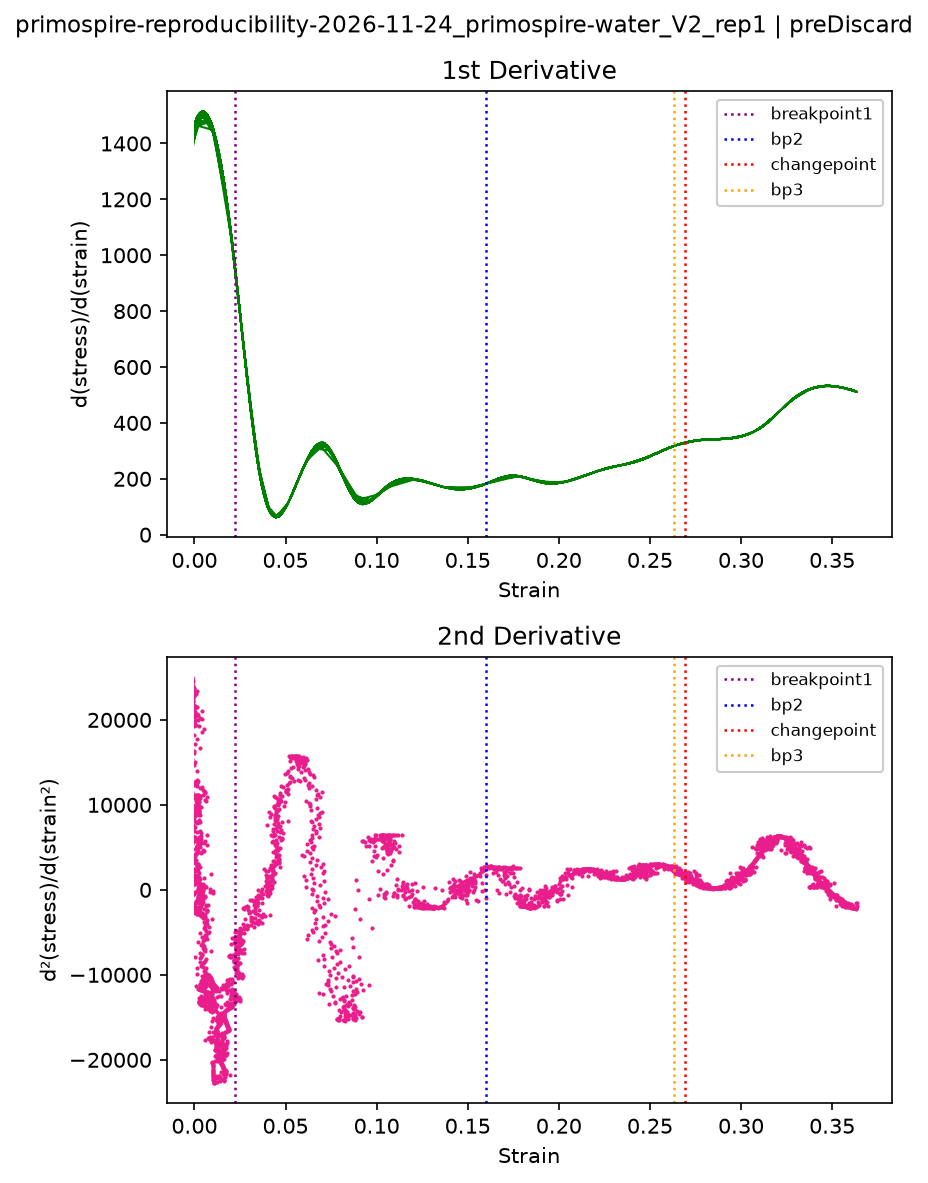 primospire-reproducibility-2026-11-24_primospire-water_V2_rep1 | preDiscard
1st Derivative
breakpoint1
bp2
changepoint
bp3
d(stress)/d(strain)
1400
1200
1000
800
600
400
200
0
0.00 0.05 0.10 0.15 0.20 0.25 0.30 0.35
Strain
2nd Derivative
breakpoint1
bp2
changepoint
bp3
d²(stress)/d(strain²)
20000
10000
0
−10000
−20000
0.00 0.05 0.10 0.15 0.20 0.25 0.30 0.35
Strain